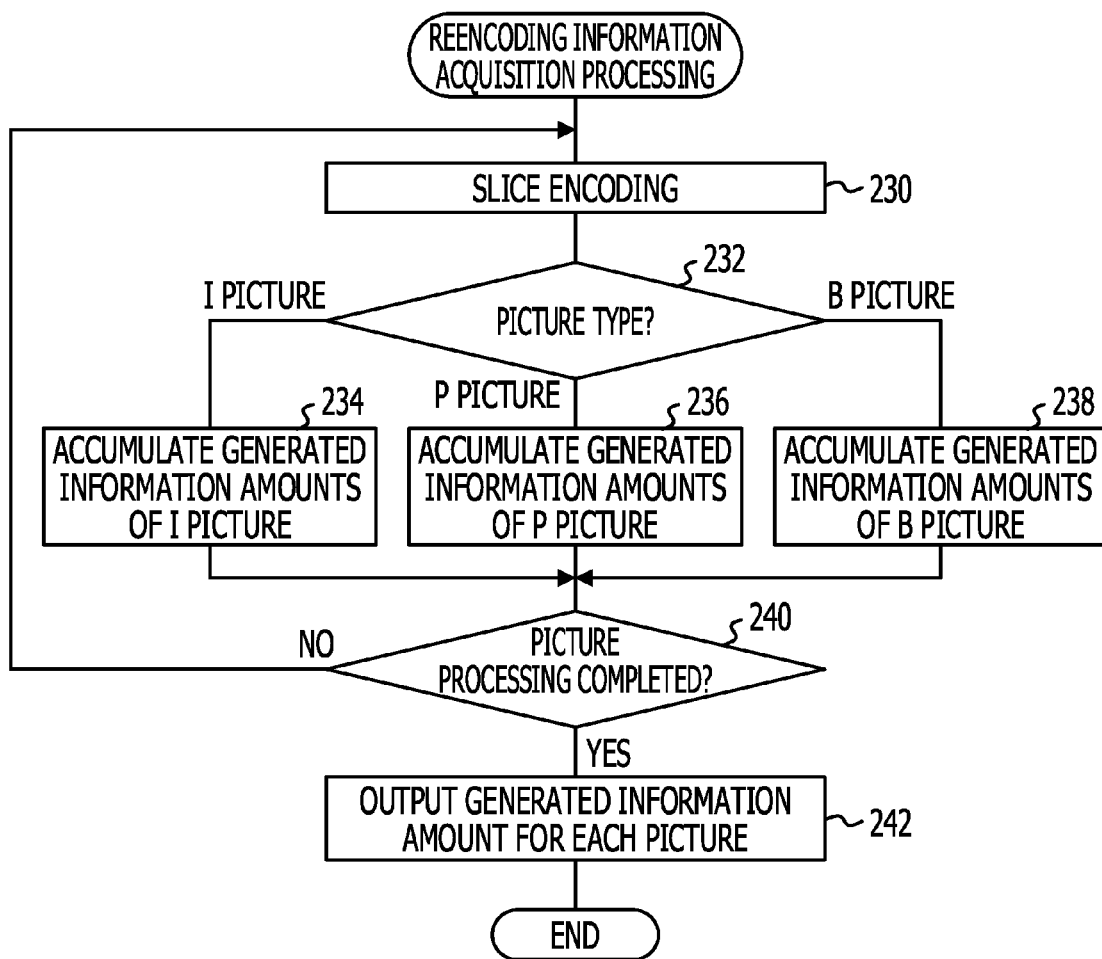 REENCODING INFORMATION
ACQUISITION PROCESSING
SLICE ENCODING
230
232
I PICTURE
B PICTURE
PICTURE TYPE?
P PICTURE
234
236
238
ACCUMULATE GENERATED
INFORMATION AMOUNTS
OF I PICTURE
ACCUMULATE GENERATED
INFORMATION AMOUNTS
OF P PICTURE
ACCUMULATE GENERATED
INFORMATION AMOUNTS
OF B PICTURE
240
NO
PICTURE
PROCESSING COMPLETED?
YES
OUTPUT GENERATED INFORMATION
AMOUNT FOR EACH PICTURE
242
END